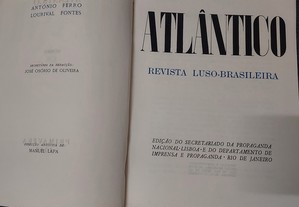 ANTÓNIO FERRO
LOURIVAL FONTES
SECRETÁRIO DA REDACÇÃO:
JOSÉ OSÓRIO DE OLIVEIRA
DIRECÇÃO ARTÍSTICA DE
MANUEL LAPA
ATLÂNTICO
REVISTA LUSO-BRASILEIRA
EDIÇÃO DO SECRETARIADO DA PROPAGANDA
NACIONAL · LISBOA · E DO DEPARTAMENTO DE
IMPRENSA E PROPAGANDA · RIO DE JANEIRO